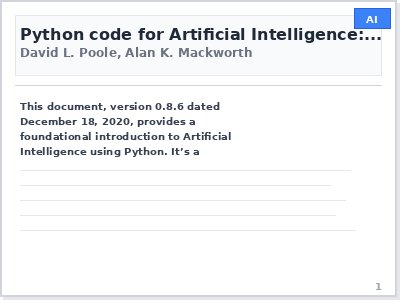 AI
Python code for Artificial Intelligence:...
David L. Poole, Alan K. Mackworth
This document, version 0.8.6 dated
December 18, 2020, provides a
foundational introduction to Artificial
Intelligence using Python. It’s a
1